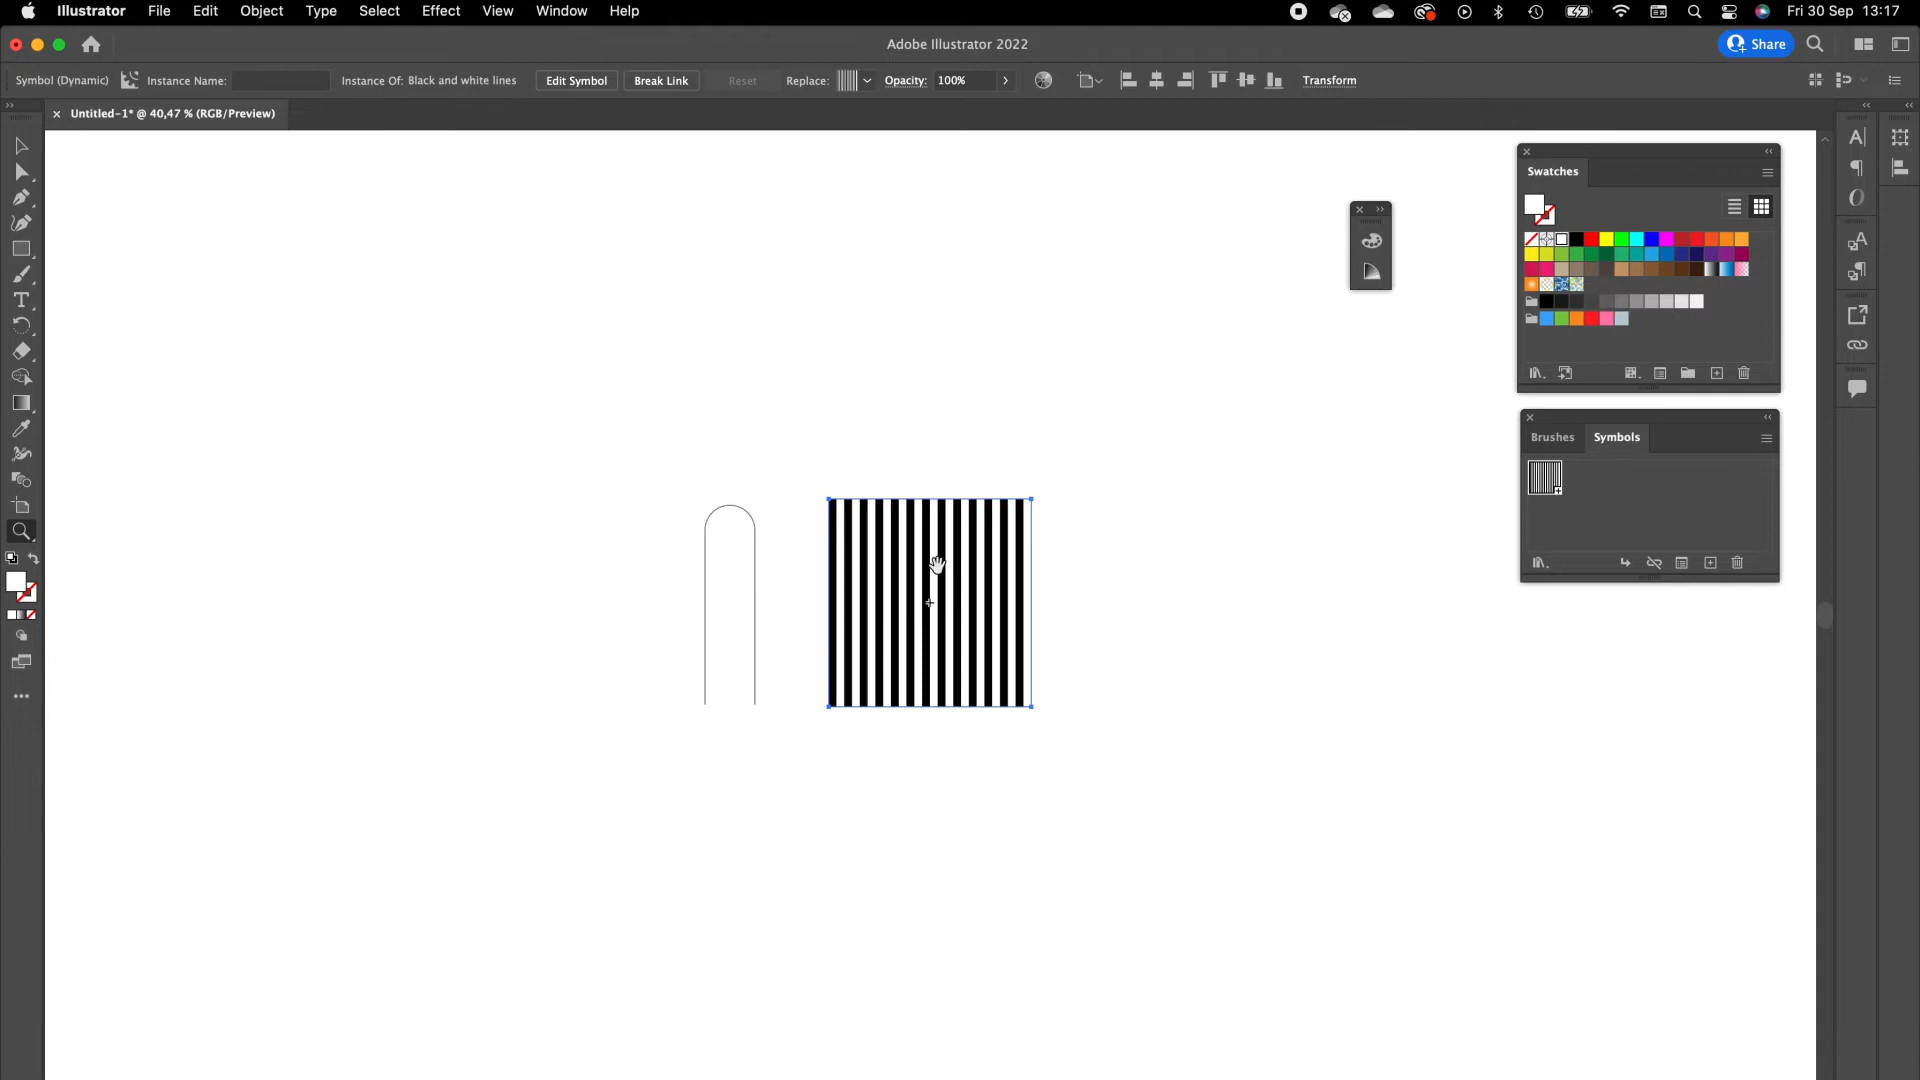 Illustrator File Edit Object Type Select Effect View Window Help Fri 30 Sep 13:17
Adobe Illustrator 2022 Share
Symbol (Dynamic) Instance Name: Instance Of: Black and white lines Edit Symbol Break Link Reset Replace: Opacity: 100% Transform
Untitled-1* @ 40,47 % (RGB/Preview)
Swatches
Brushes Symbols